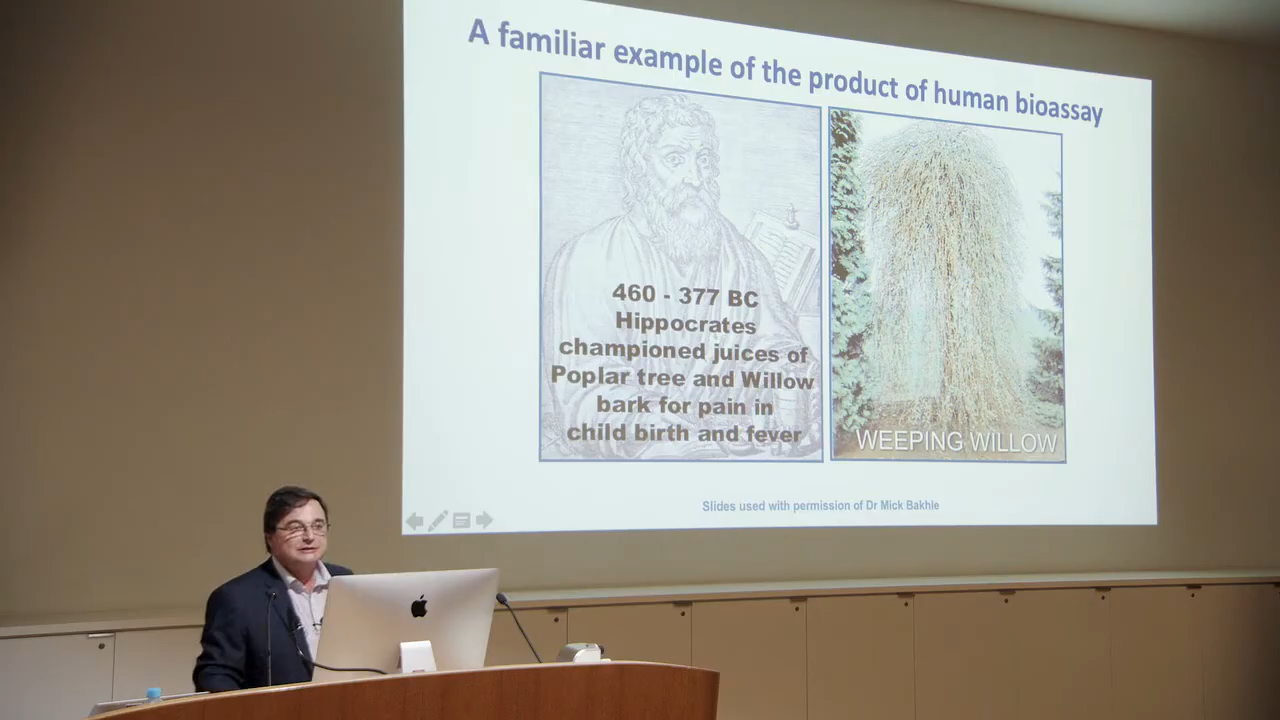 A familiar example of the product of human bioassay
460 - 377 BC
Hippocrates
championed juices of
Poplar tree and Willow
bark for pain in
child birth and fever
WEEPING WILLOW
Slides used with permission of Dr Mick Bakhle